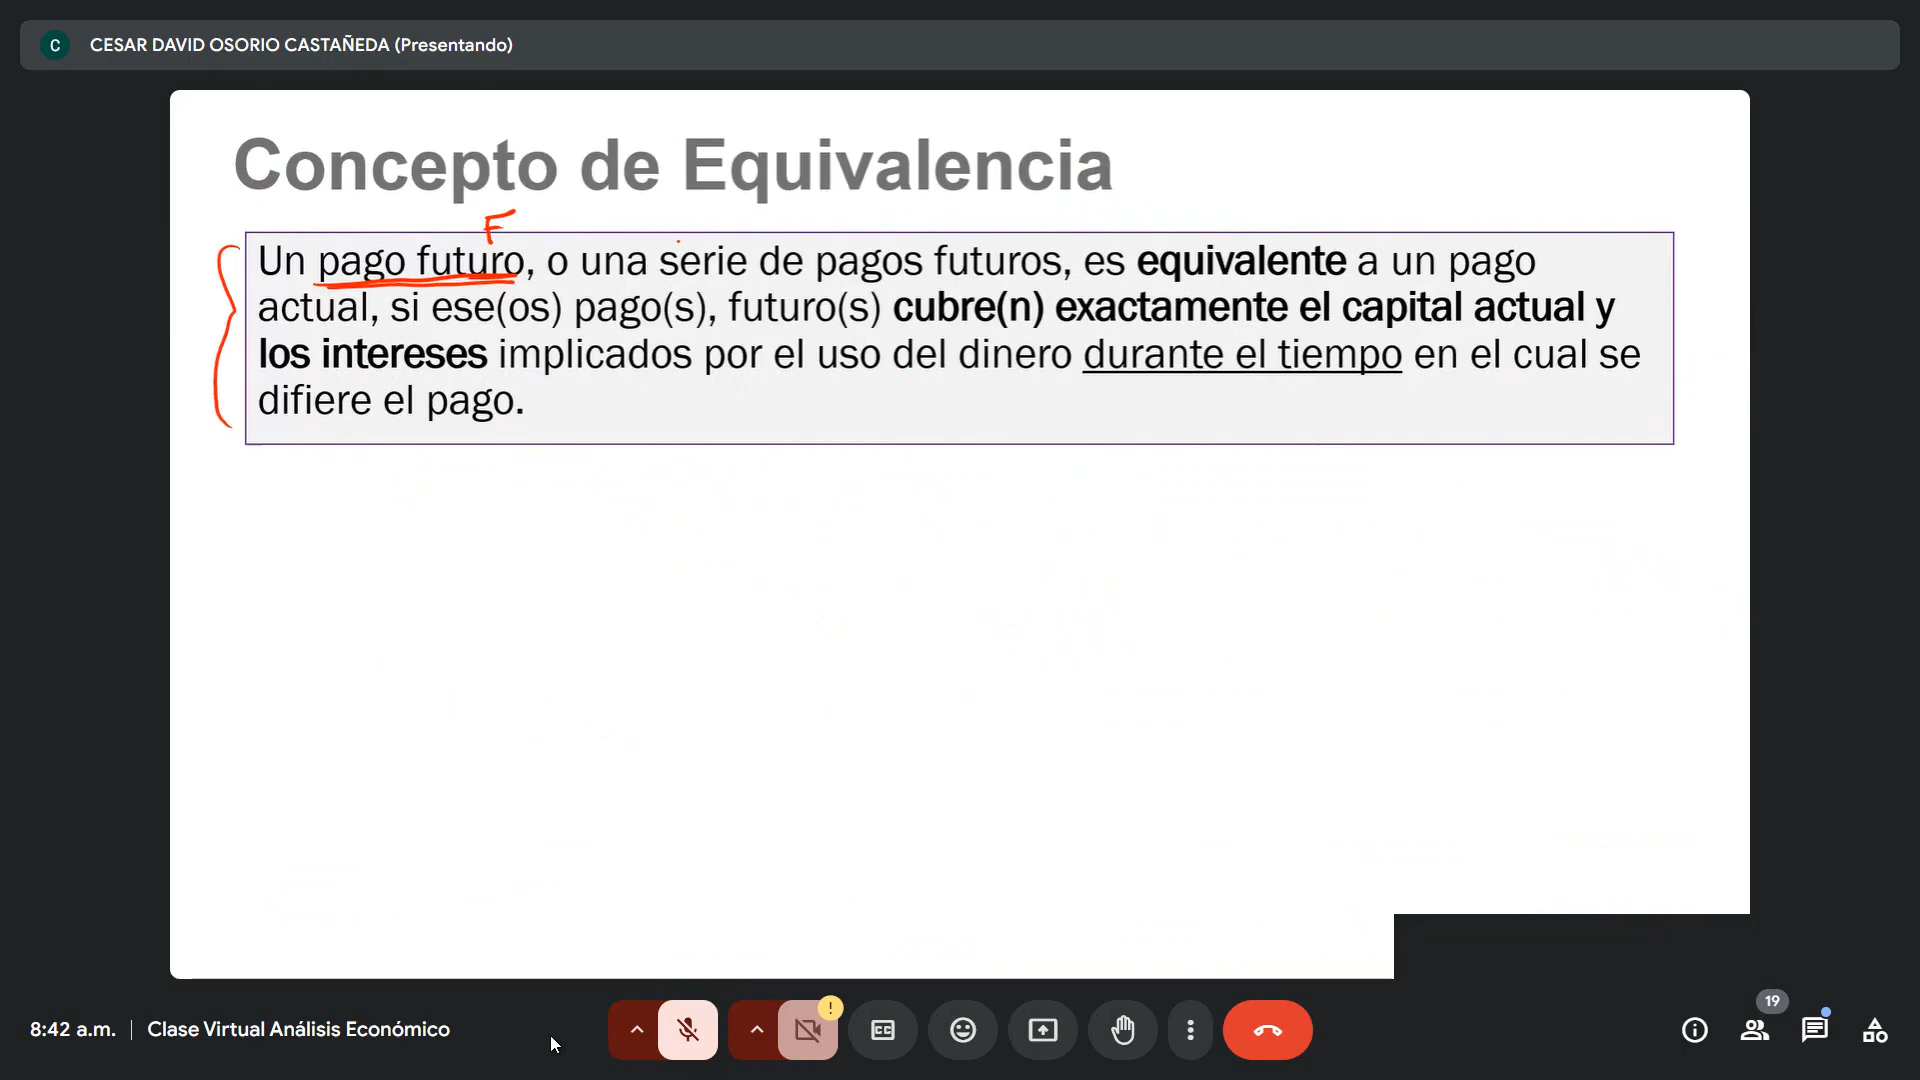 C CESAR DAVID OSORIO CASTAÑEDA (Presentando)
Concepto de Equivalencia
F
Un pago futuro, o una serie de pagos futuros, es equivalente a un pago
actual, si ese(os) pago(s), futuro(s) cubre(n) exactamente el capital actual y
los intereses implicados por el uso del dinero durante el tiempo en el cual se
difiere el pago.
8:42 a.m. | Clase Virtual Análisis Económico
!
CC
19